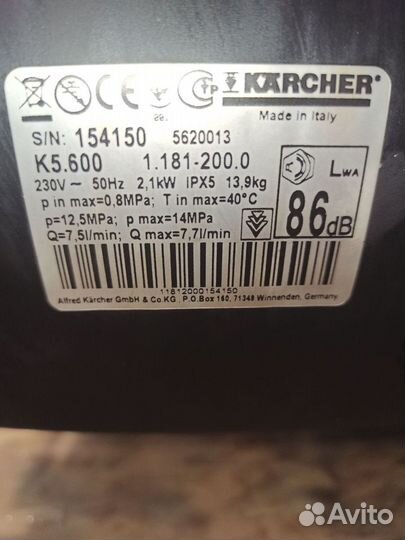 KÄRCHER
Made in Italy
S/N: 154150 5620013
K5.600 1.181-200.0
230V ~ 50Hz 2,1kW IPX5 13,9kg
p in max=0,8MPa; T in max=40°C
p=12,5MPa; p max=14MPa
Q=7,5l/min; Q max=7,7l/min
LWA
86dB
Alfred Kärcher GmbH & Co.KG, P.O.Box 160, 71349 Winnenden, Germany
11812000154150
Avito